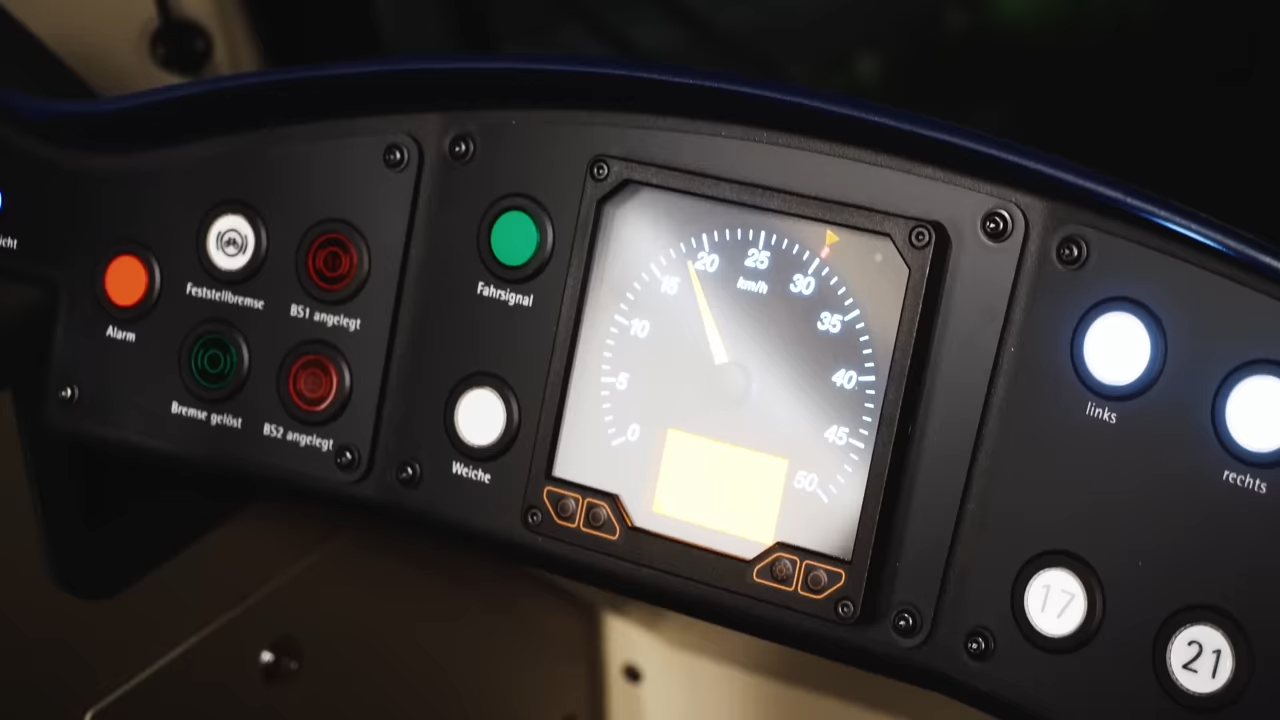 icht
Alarm
Feststellbremse
BS1 angelegt
Bremse gelöst
BS2 angelegt
Fahrsignal
Weiche
0
5
10
15
20
25
30
35
40
45
50
km/h
links
rechts
17
21